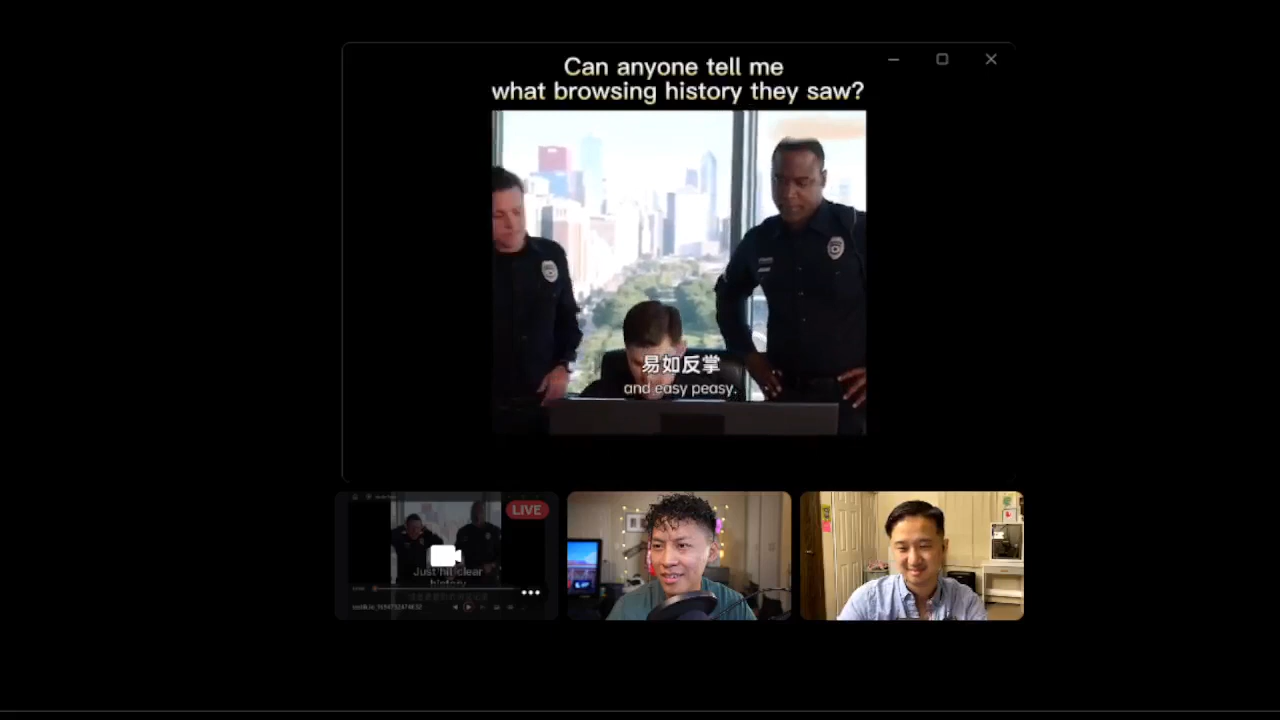 Can anyone tell me
what browsing history they saw?
易如反掌
and easy peasy.
LIVE
Just hit clear
history